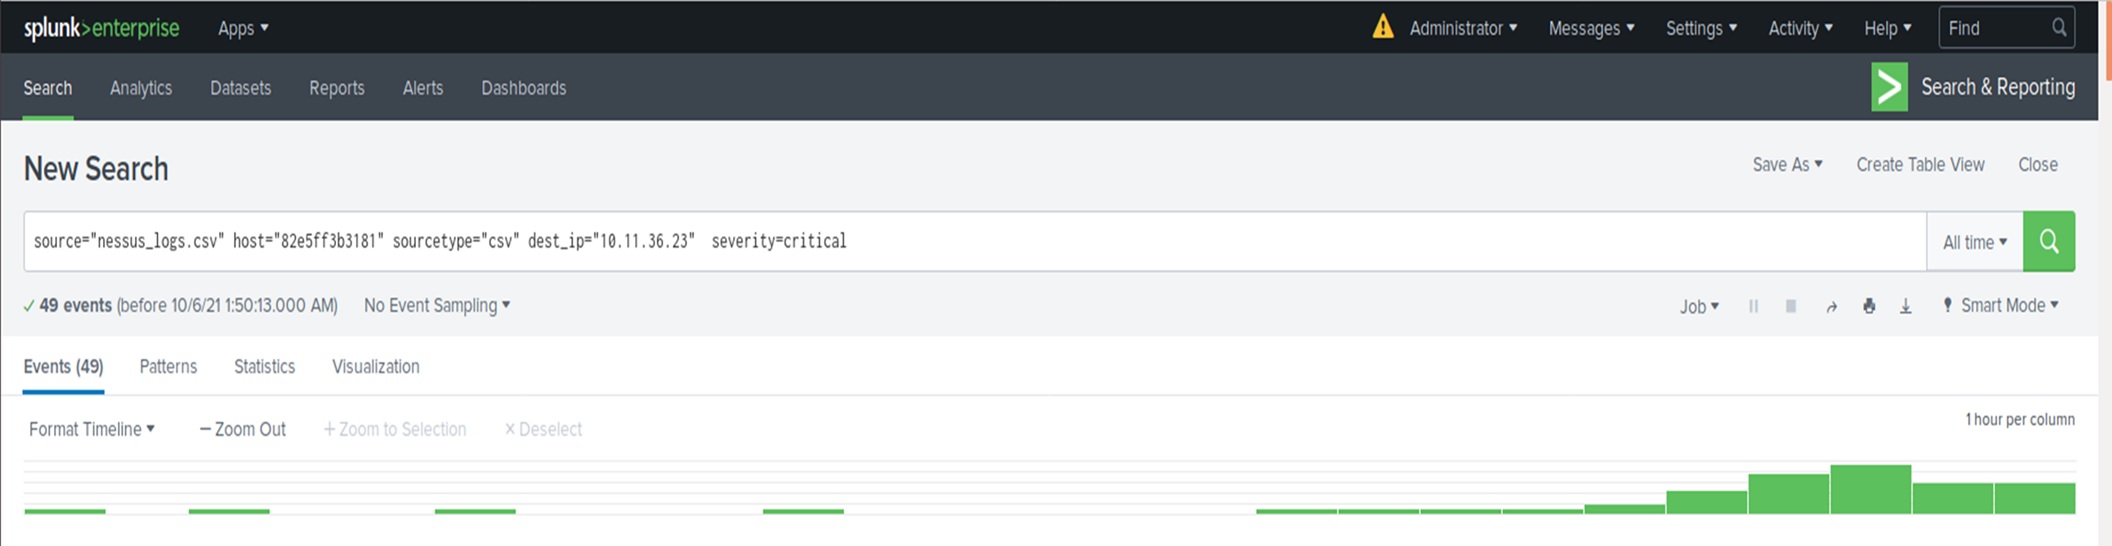 splunk>enterprise Apps ▾ Administrator ▾ Messages ▾ Settings ▾ Activity ▾ Help ▾ Find
Search Analytics Datasets Reports Alerts Dashboards Search & Reporting
New Search Save As ▾ Create Table View Close
source="nessus_logs.csv" host="82e5ff3b3181" sourcetype="csv" dest_ip="10.11.36.23"  severity=critical All time ▾
✓ 49 events (before 10/6/21 1:50:13.000 AM) No Event Sampling ▾ Job ▾ Smart Mode ▾
Events (49) Patterns Statistics Visualization
Format Timeline ▾ — Zoom Out + Zoom to Selection × Deselect 1 hour per column